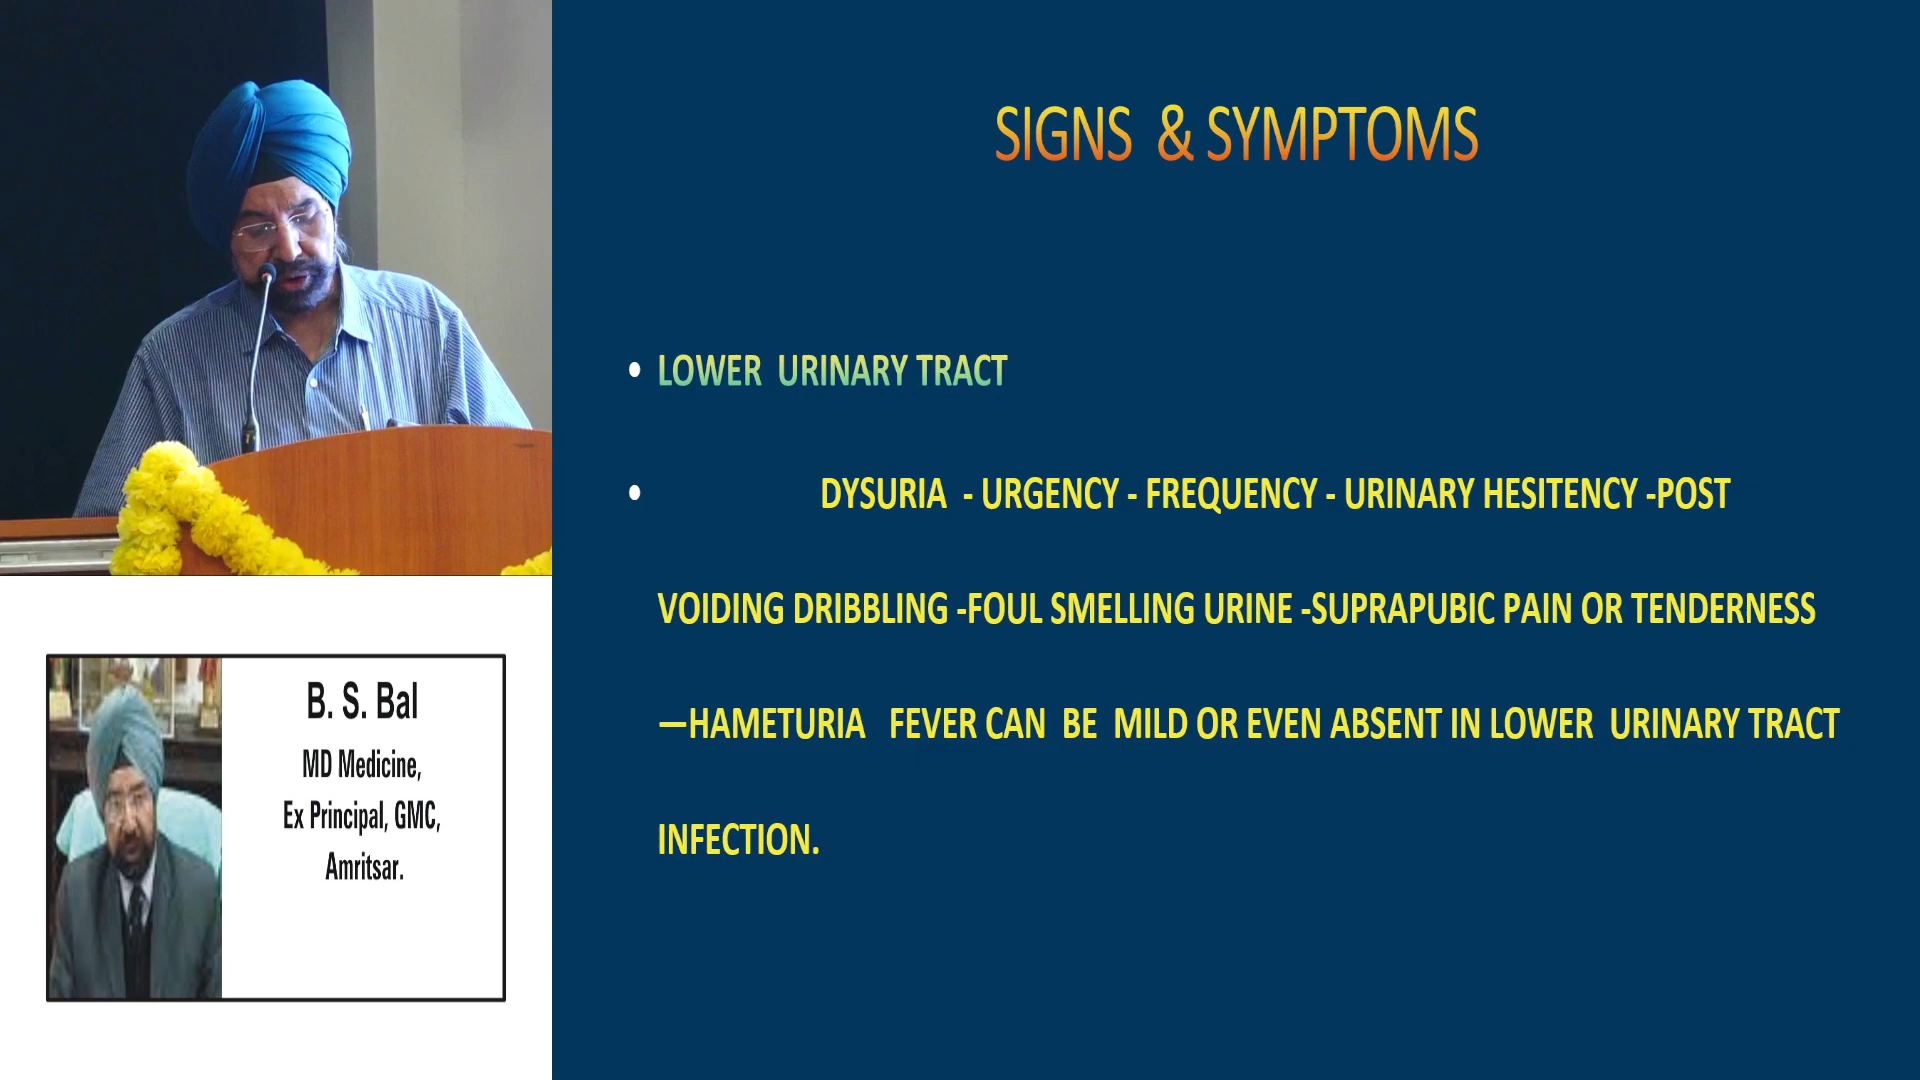 SIGNS & SYMPTOMS
• LOWER URINARY TRACT
• DYSURIA - URGENCY - FREQUENCY - URINARY HESITENCY -POST
VOIDING DRIBBLING -FOUL SMELLING URINE -SUPRAPUBIC PAIN OR TENDERNESS
—HAMETURIA FEVER CAN BE MILD OR EVEN ABSENT IN LOWER URINARY TRACT
INFECTION.
B. S. Bal
MD Medicine,
Ex Principal, GMC,
Amritsar.